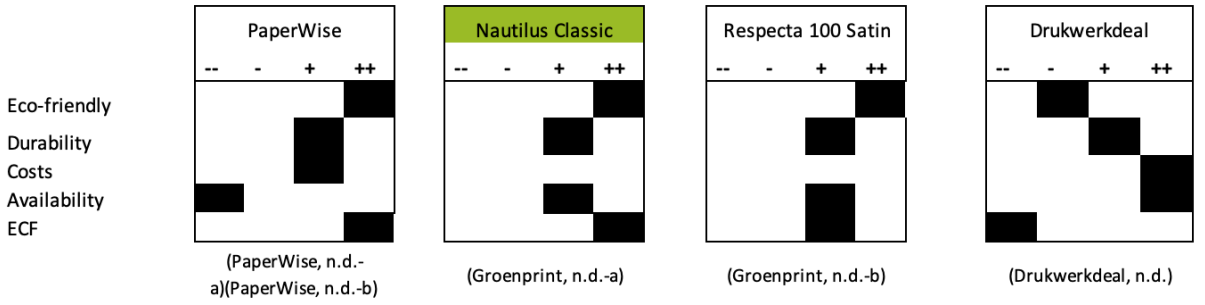 PaperWise Nautilus Classic Respecta 100 Satin Drukwerkdeal
-- - + ++ -- - + ++ -- - + ++ -- - + ++
Eco-friendly
Durability
Costs
Availability
ECF
(PaperWise, n.d.-
a)(PaperWise, n.d.-b)
(Groenprint, n.d.-a)
(Groenprint, n.d.-b)
(Drukwerkdeal, n.d.)